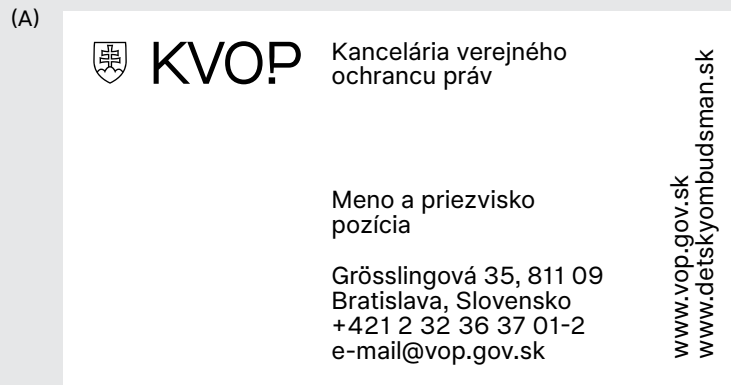 (A)
KVOP
Kancelária verejného
ochrancu práv
Meno a priezvisko
pozícia
Grösslingová 35, 811 09
Bratislava, Slovensko
+421 2 32 36 37 01-2
e-mail@vop.gov.sk
www.vop.gov.sk
www.detskyombudsman.sk